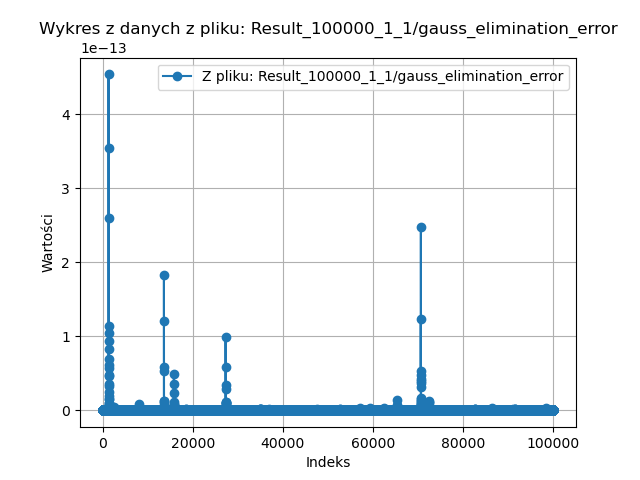 Wykres z danych z pliku: Result_100000_1_1/gauss_elimination_error
1e−13
Z pliku: Result_100000_1_1/gauss_elimination_error
4
3
2
1
0
Wartości
0 20000 40000 60000 80000 100000
Indeks